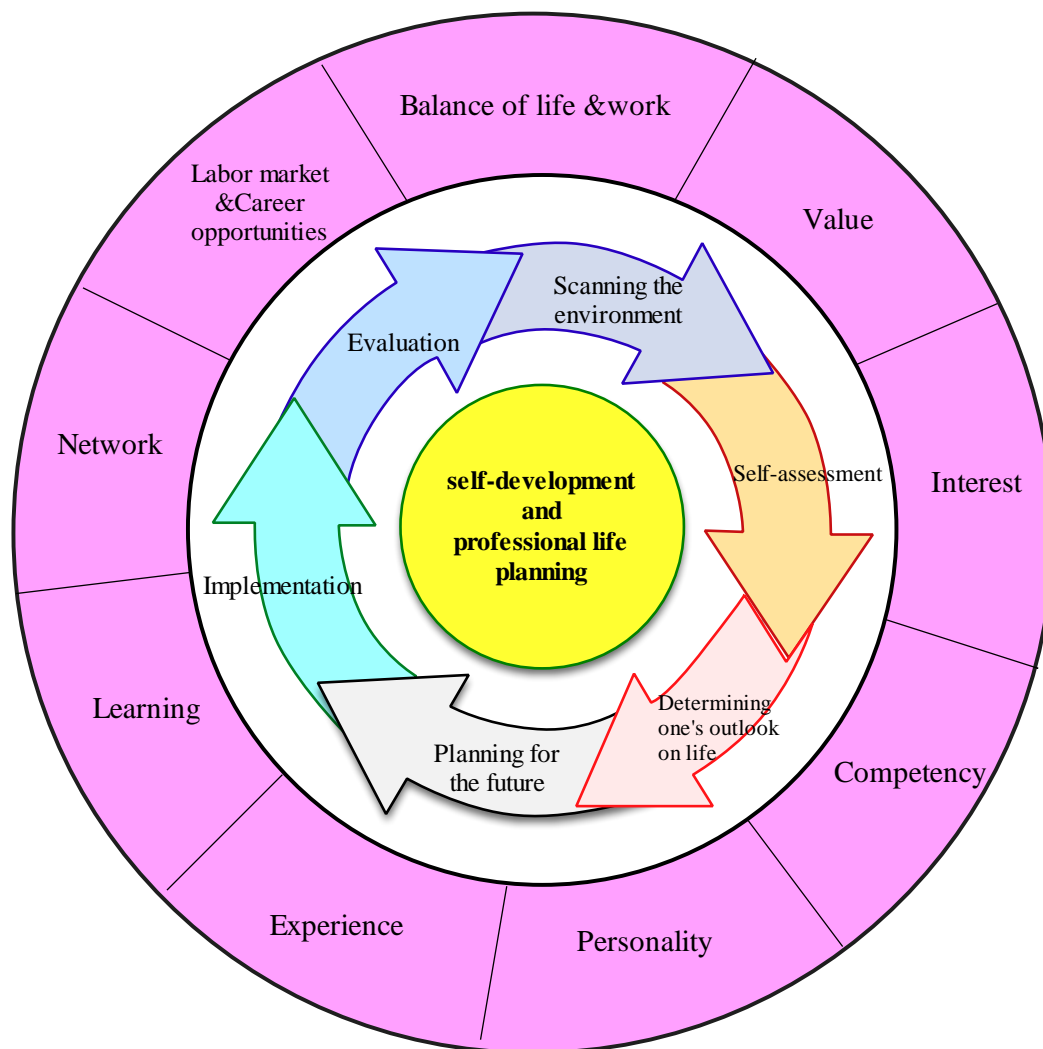 Balance of life &work
Labor market
&Career
opportunities
Value
Scanning the
environment
Evaluation
Network
self-development
and
professional life
planning
Self-assessment
Interest
Implementation
Learning
Determining
one's outlook
on life
Planning for
the future
Competency
Experience
Personality